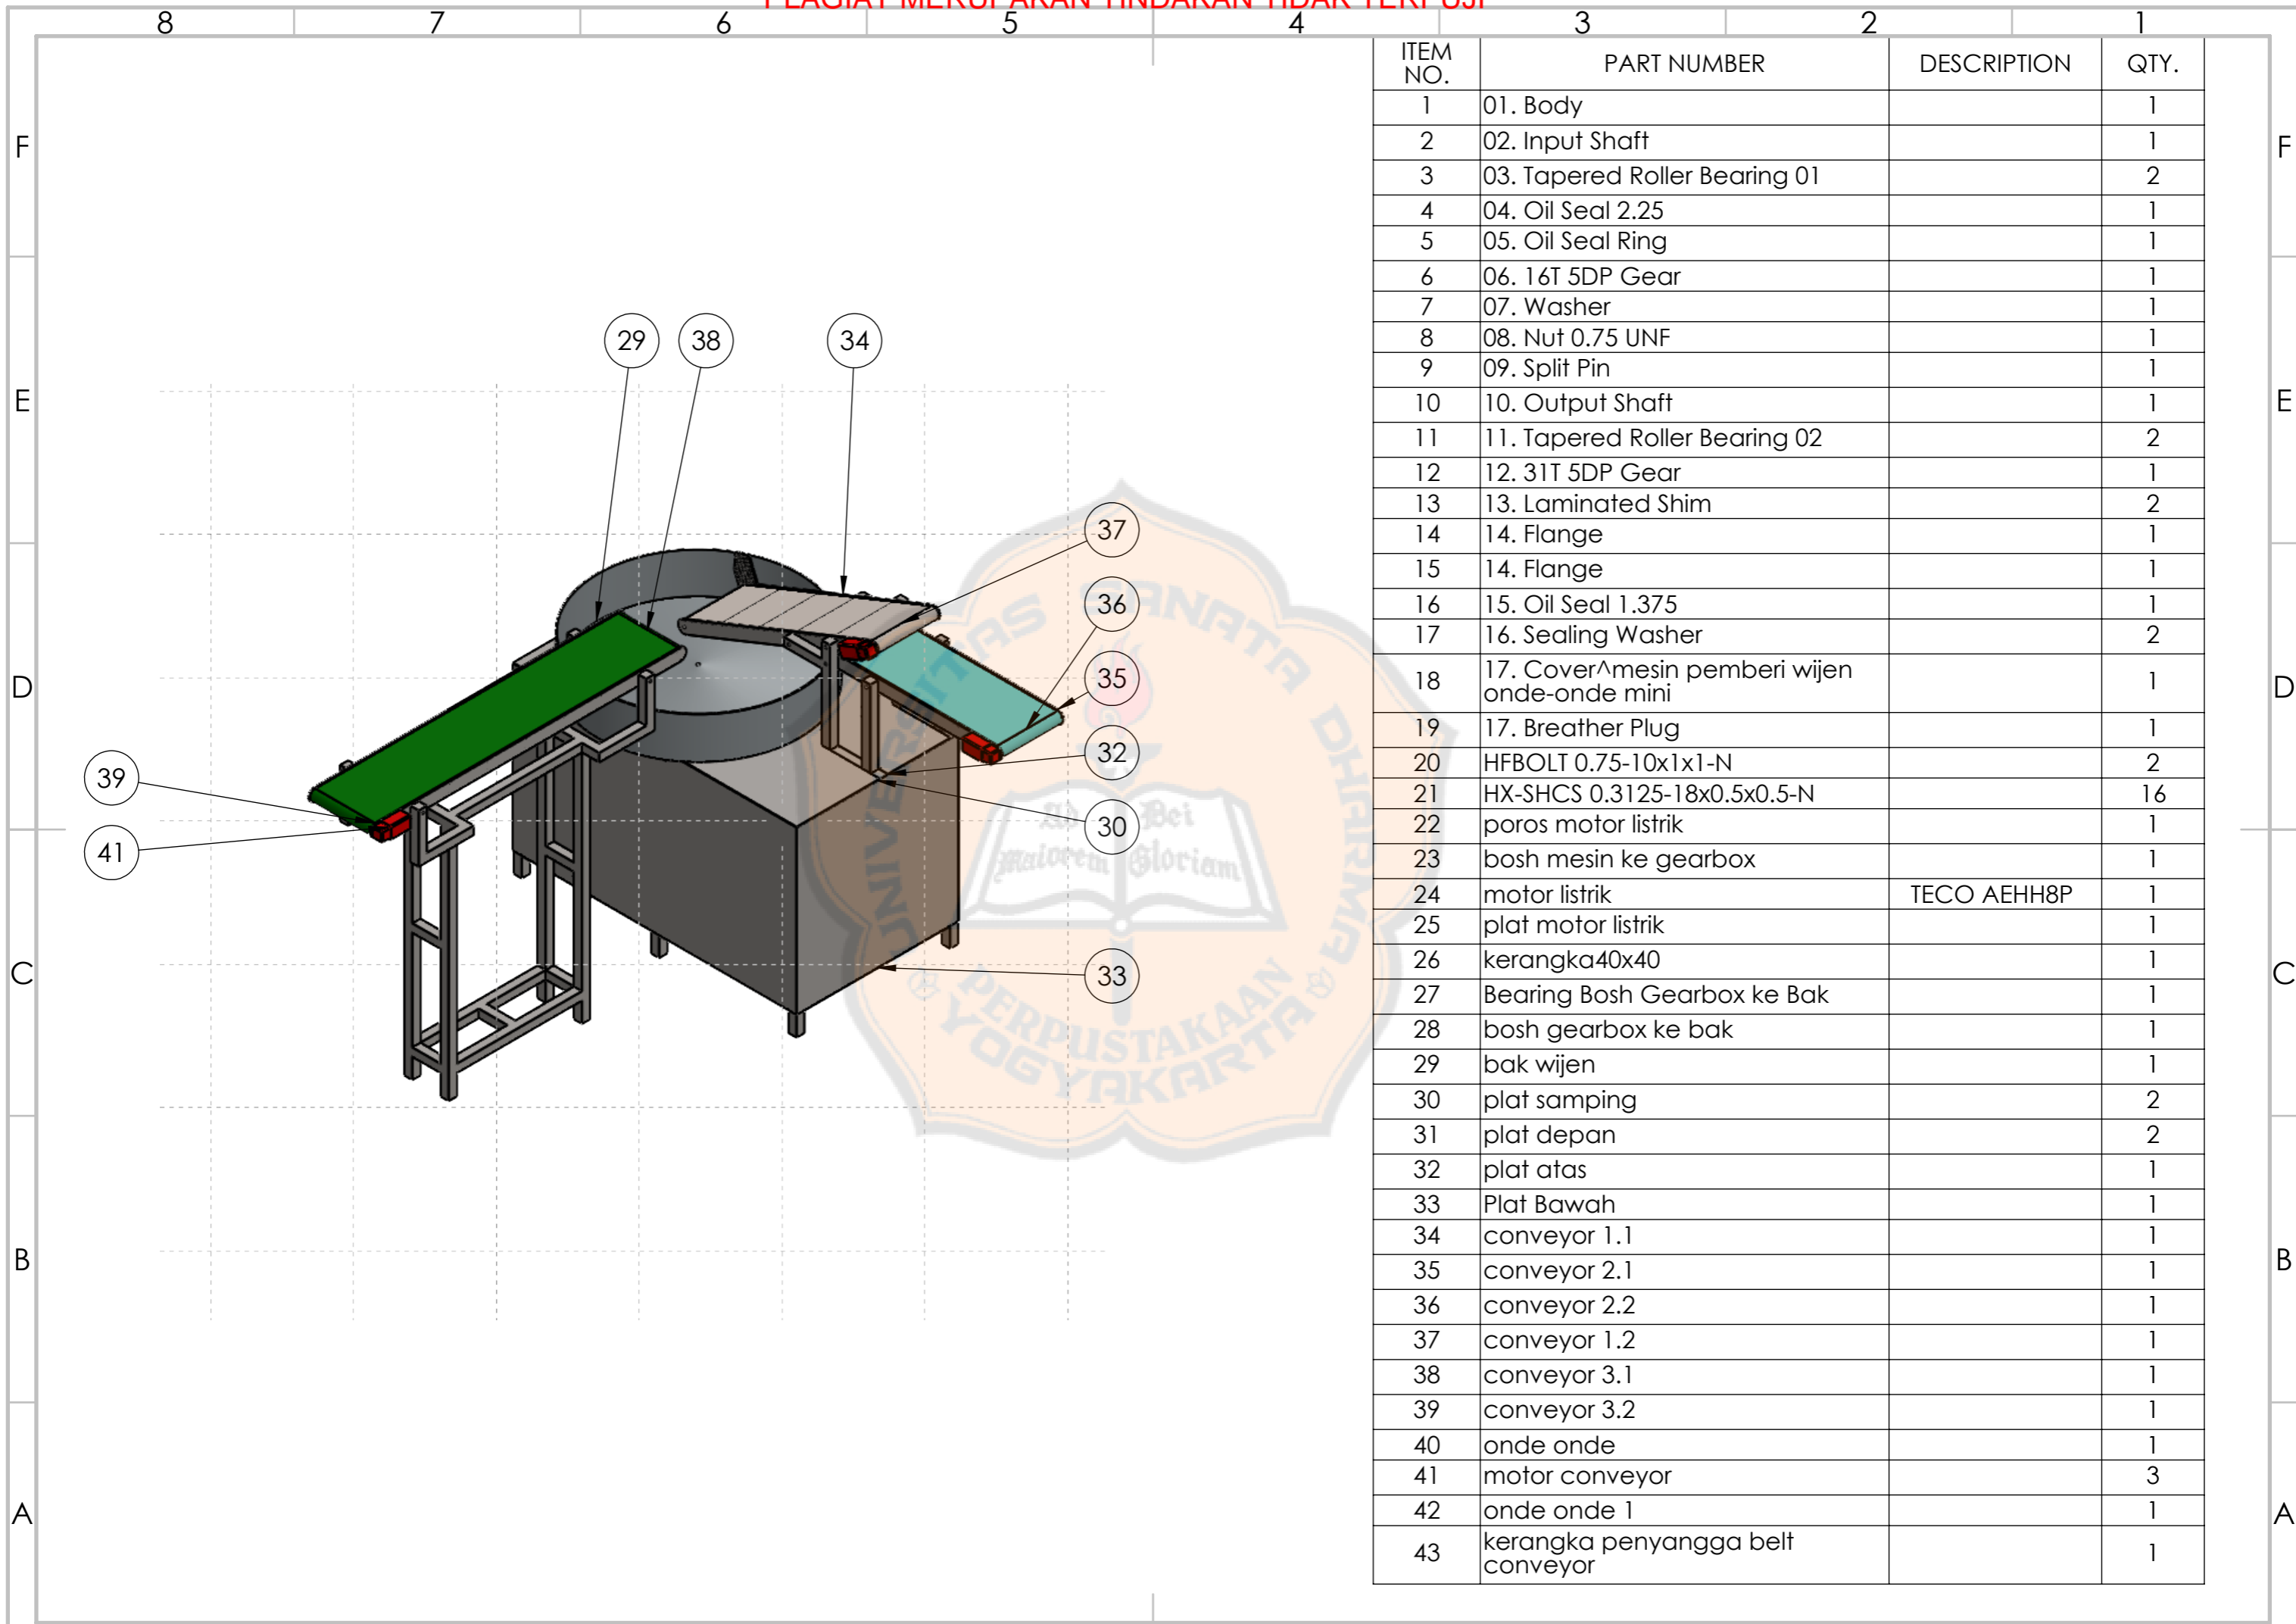 PLAGIAT MERUPAKAN TINDAKAN TIDAK TERPUJI
8 7 6 5 4 3 2 1
ITEM NO. PART NUMBER DESCRIPTION QTY.
1 01. Body 1
2 02. Input Shaft 1
3 03. Tapered Roller Bearing 01 2
4 04. Oil Seal 2.25 1
5 05. Oil Seal Ring 1
6 06. 16T 5DP Gear 1
7 07. Washer 1
8 08. Nut 0.75 UNF 1
9 09. Split Pin 1
10 10. Output Shaft 1
11 11. Tapered Roller Bearing 02 2
12 12. 31T 5DP Gear 1
13 13. Laminated Shim 2
14 14. Flange 1
15 14. Flange 1
16 15. Oil Seal 1.375 1
17 16. Sealing Washer 2
18 17. Cover^mesin pemberi wijen onde-onde mini 1
19 17. Breather Plug 1
20 HFBOLT 0.75-10x1x1-N 2
21 HX-SHCS 0.3125-18x0.5x0.5-N 16
22 poros motor listrik 1
23 bosh mesin ke gearbox 1
24 motor listrik TECO AEHH8P 1
25 plat motor listrik 1
26 kerangka40x40 1
27 Bearing Bosh Gearbox ke Bak 1
28 bosh gearbox ke bak 1
29 bak wijen 1
30 plat samping 2
31 plat depan 2
32 plat atas 1
33 Plat Bawah 1
34 conveyor 1.1 1
35 conveyor 2.1 1
36 conveyor 2.2 1
37 conveyor 1.2 1
38 conveyor 3.1 1
39 conveyor 3.2 1
40 onde onde 1
41 motor conveyor 3
42 onde onde 1 1
43 kerangka penyangga belt conveyor 1
F F
E E
D D
C C
B B
A A
29 38 34
37
36
35
32
30
33
39
41
UNIVERSITAS SANATA DHARMA
Ad Maiorem Dei Gloriam
PERPUSTAKAAN
YOGYAKARTA